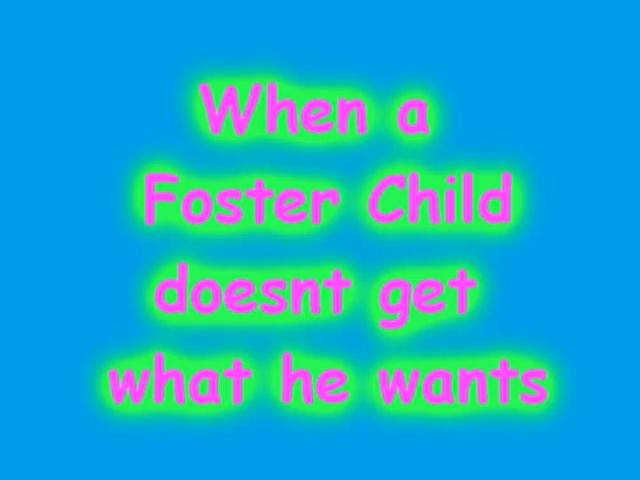 When a
Foster Child
doesnt get
what he wants